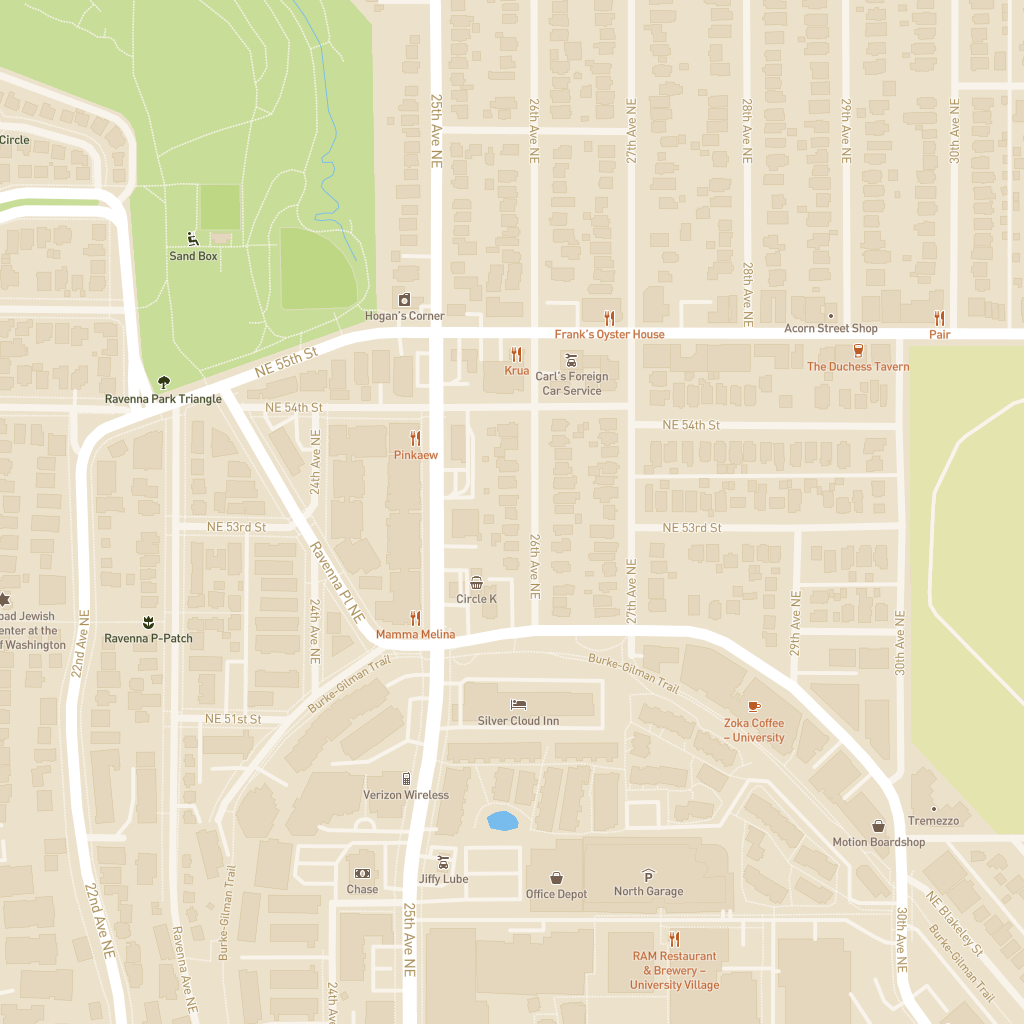 25th Ave NE
26th Ave NE
27th Ave NE
28th Ave NE
29th Ave NE
30th Ave NE
Circle
Sand Box
28th Ave NE
Hogan's Corner
Frank's Oyster House
Acorn Street Shop
Pair
NE 55th St
Krua
Carl's Foreign
Car Service
The Duchess Tavern
Ravenna Park Triangle
NE 54th St
NE 54th St
24th Ave NE
Pinkaew
NE 53rd St
NE 53rd St
Ravenna Pl NE
26th Ave NE
27th Ave NE
Circle K
bad Jewish
enter at the
f Washington
22nd Ave NE
Ravenna P-Patch
24th Ave NE
Mamma Melina
29th Ave NE
30th Ave NE
Burke-Gilman Trail
Burke-Gilman Trail
NE 51st St
Silver Cloud Inn
Zoka Coffee
– University
Verizon Wireless
Tremezzo
Motion Boardshop
Jiffy Lube
Chase
Office Depot
P
North Garage
22nd Ave NE
Burke-Gilman Trail
Ravenna Ave NE
24th Ave NE
25th Ave NE
RAM Restaurant
& Brewery –
University Village
30th Ave NE
NE Blakeley St
Burke-Gilman Trail